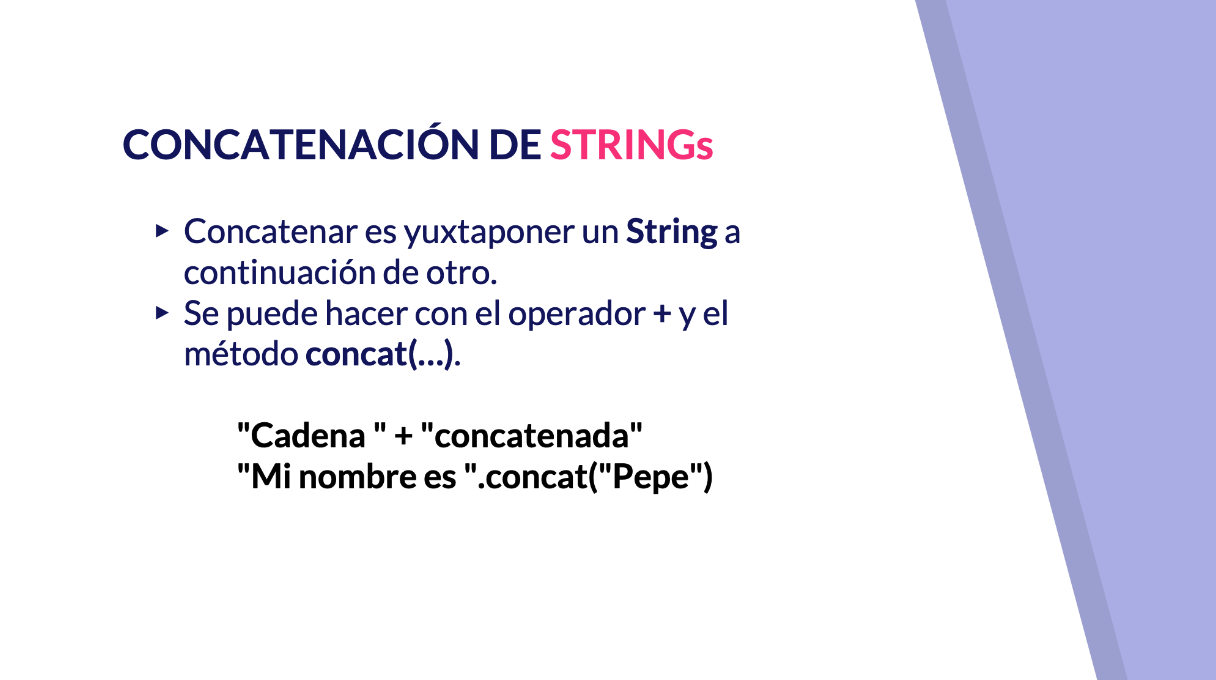 CONCATENACIÓN DE STRINGs
▸ Concatenar es yuxtaponer un String a
continuación de otro.
▸ Se puede hacer con el operador + y el
método concat(...).
"Cadena " + "concatenada"
"Mi nombre es ".concat("Pepe")